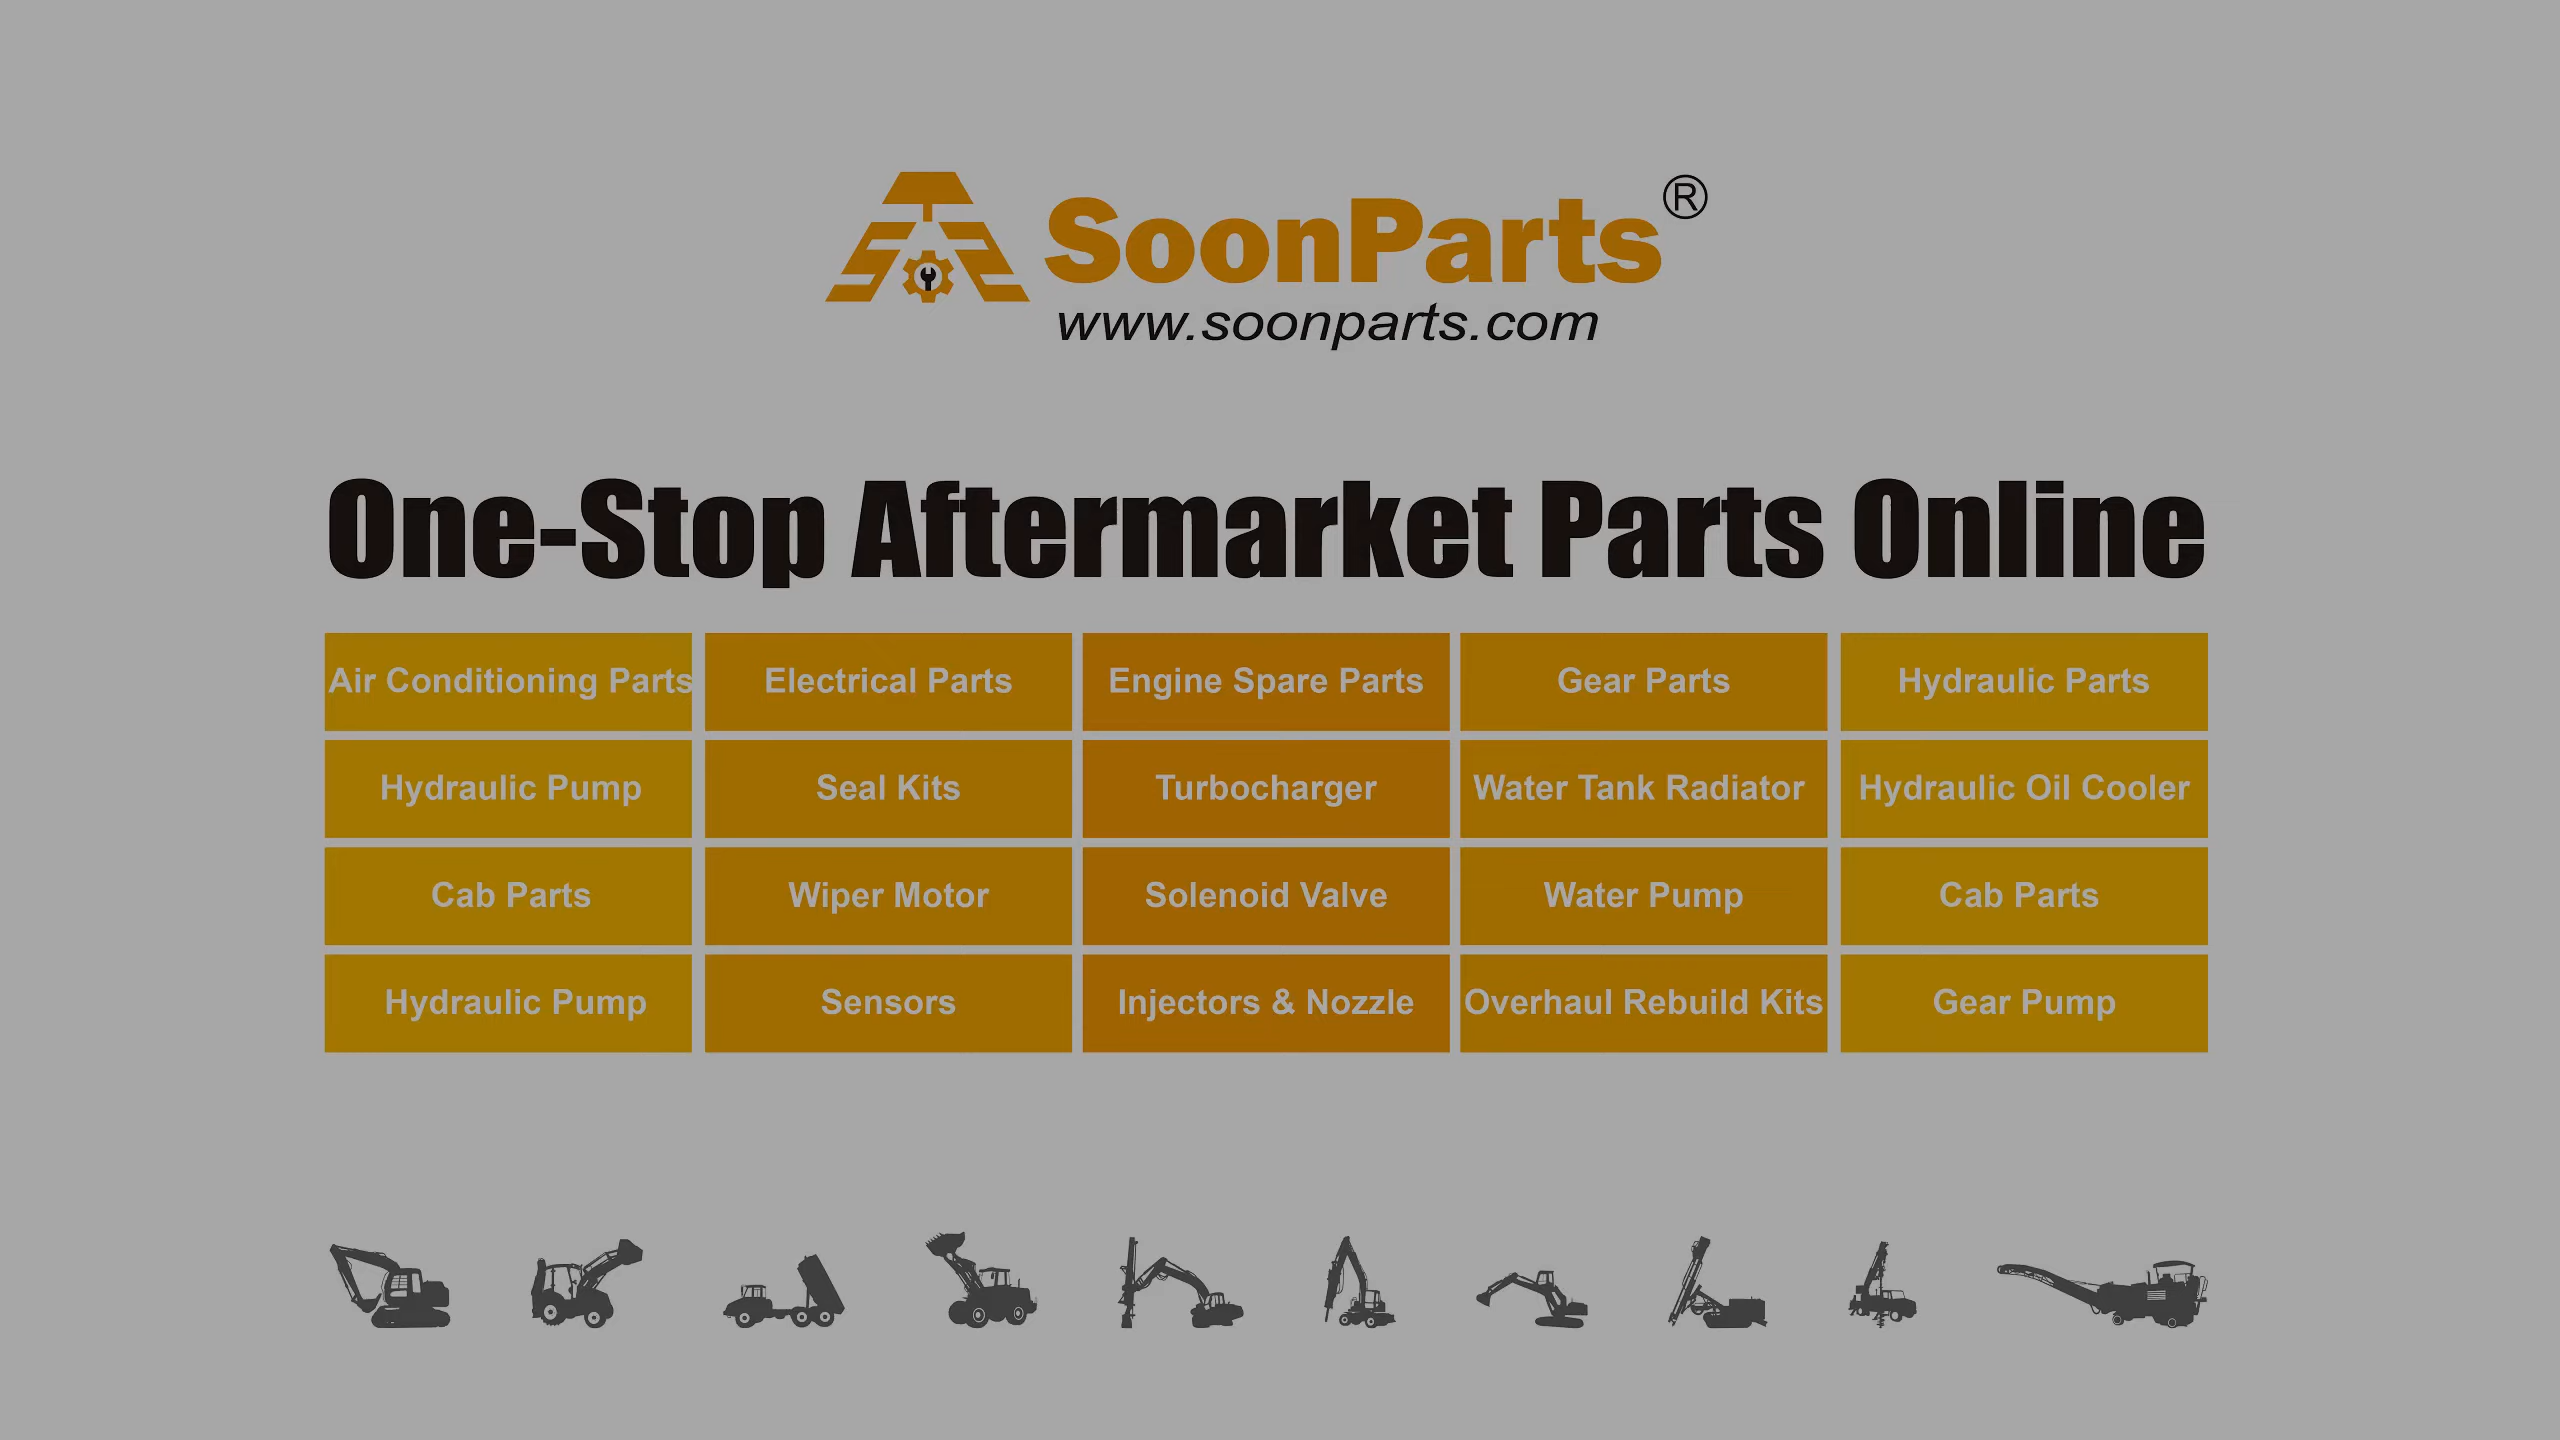 SoonParts®
www.soonparts.com
One-Stop Aftermarket Parts Online
Air Conditioning Parts
Electrical Parts
Engine Spare Parts
Gear Parts
Hydraulic Parts
Hydraulic Pump
Seal Kits
Turbocharger
Water Tank Radiator
Hydraulic Oil Cooler
Cab Parts
Wiper Motor
Solenoid Valve
Water Pump
Cab Parts
Hydraulic Pump
Sensors
Injectors & Nozzle
Overhaul Rebuild Kits
Gear Pump